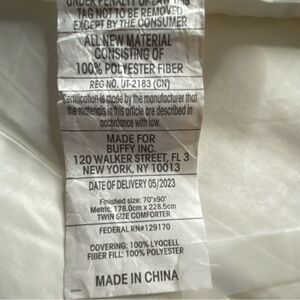 UNDER PENALTY OF LAW THIS
TAG NOT TO BE REMOVED
EXCEPT BY THE CONSUMER
ALL NEW MATERIAL
CONSISTING OF
100% POLYESTER FIBER
REG NO. UT-2183 (CN)
Certification is made by the manufacturer that
the materials in this article are described in
accordance with low.
MADE FOR
BUFFY INC.
120 WALKER STREET, FL 3
NEW YORK, NY 10013
DATE OF DELIVERY 05/2023
Finished size: 70"x90"
Metric: 178.0cm x 228.5cm
TWIN SIZE COMFORTER
FEDERAL RN#129170
COVERING: 100% LYOCELL
FIBER FILL: 100% POLYESTER
MADE IN CHINA